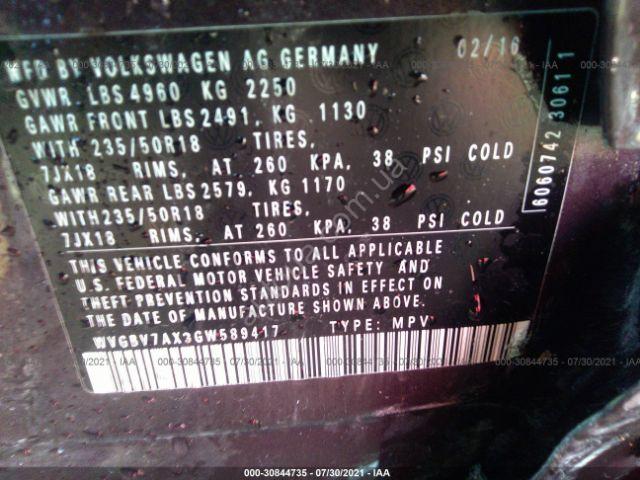 MFG BY VOLKSWAGEN AG GERMANY 02/16
GVWR LBS 4960 KG 2250
GAWR FRONT LBS 2491, KG 1130
WITH 235/50R18 TIRES,
7JX18 RIMS, AT 260 KPA, 38 PSI COLD
GAWR REAR LBS 2579, KG 1170
WITH 235/50R18 TIRES,
7JX18 RIMS, AT 260 KPA, 38 PSI COLD
THIS VEHICLE CONFORMS TO ALL APPLICABLE
U.S. FEDERAL MOTOR VEHICLE SAFETY AND
THEFT PREVENTION STANDARDS IN EFFECT ON
THE DATE OF MANUFACTURE SHOWN ABOVE.
WVGBV7AX3GW589417 TYPE: MPV
6060742 30611
000-30844735 - 07/30/2021 - IAA